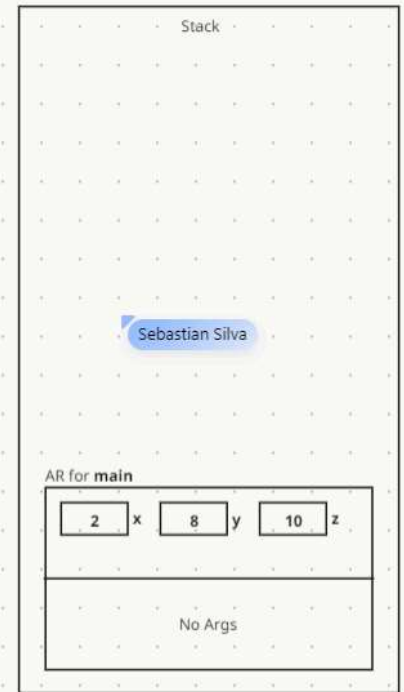 Stack
Sebastian Silva
AR for main
2 x 8 y 10 z
No Args